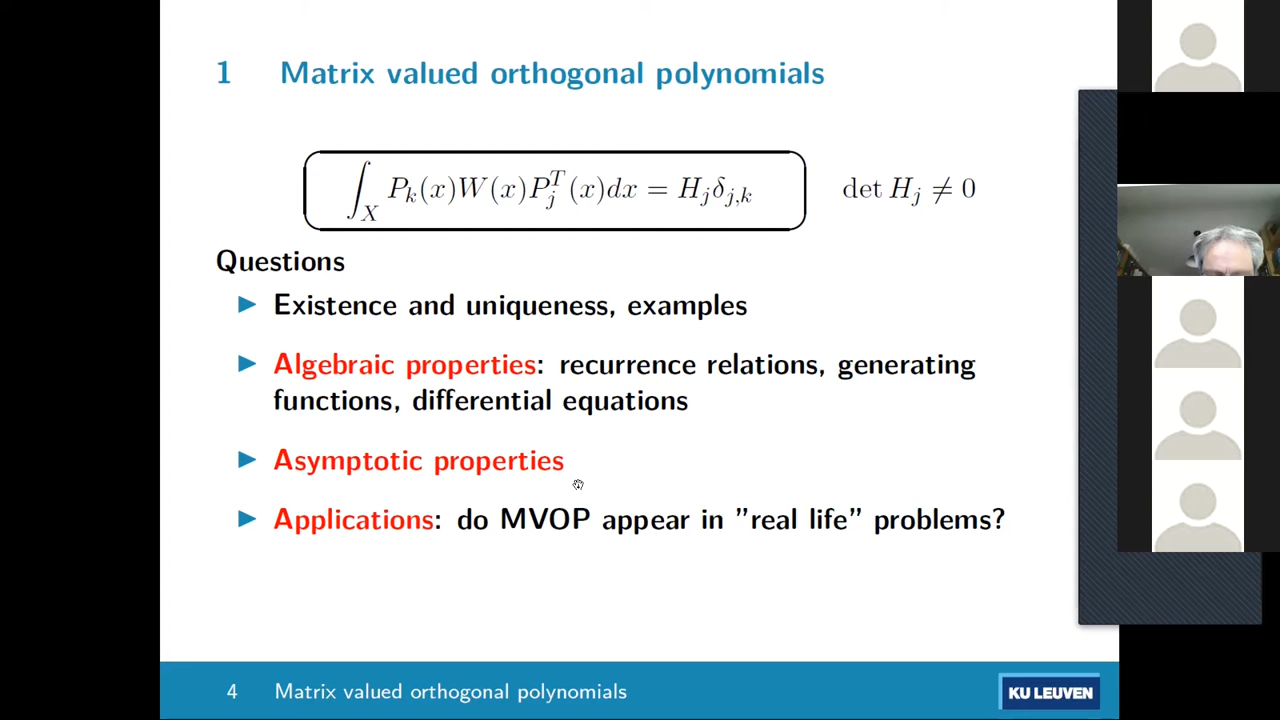 1 Matrix valued orthogonal polynomials
∫_X P_k(x)W(x)P_j^T(x)dx = H_jδ_{j,k} det H_j ≠ 0
Questions
▶ Existence and uniqueness, examples
▶ Algebraic properties: recurrence relations, generating
functions, differential equations
▶ Asymptotic properties
▶ Applications: do MVOP appear in ”real life” problems?
4 Matrix valued orthogonal polynomials
KU LEUVEN